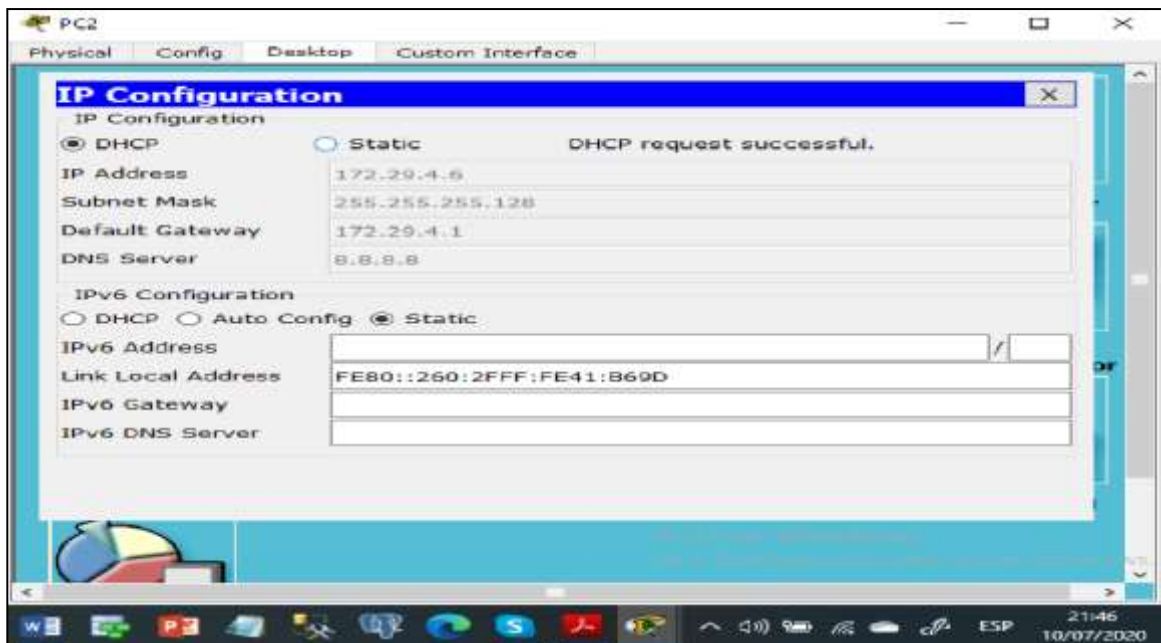 PC2
Physical Config Desktop Custom Interface
IP Configuration
IP Configuration
DHCP Static DHCP request successful.
IP Address 172.29.4.6
Subnet Mask 255.255.255.128
Default Gateway 172.29.4.1
DNS Server 8.8.8.8
IPv6 Configuration
DHCP Auto Config Static
IPv6 Address /
Link Local Address FE80::260:2FFF:FE41:B69D
IPv6 Gateway
IPv6 DNS Server
or
ESP 21:46
10/07/2020